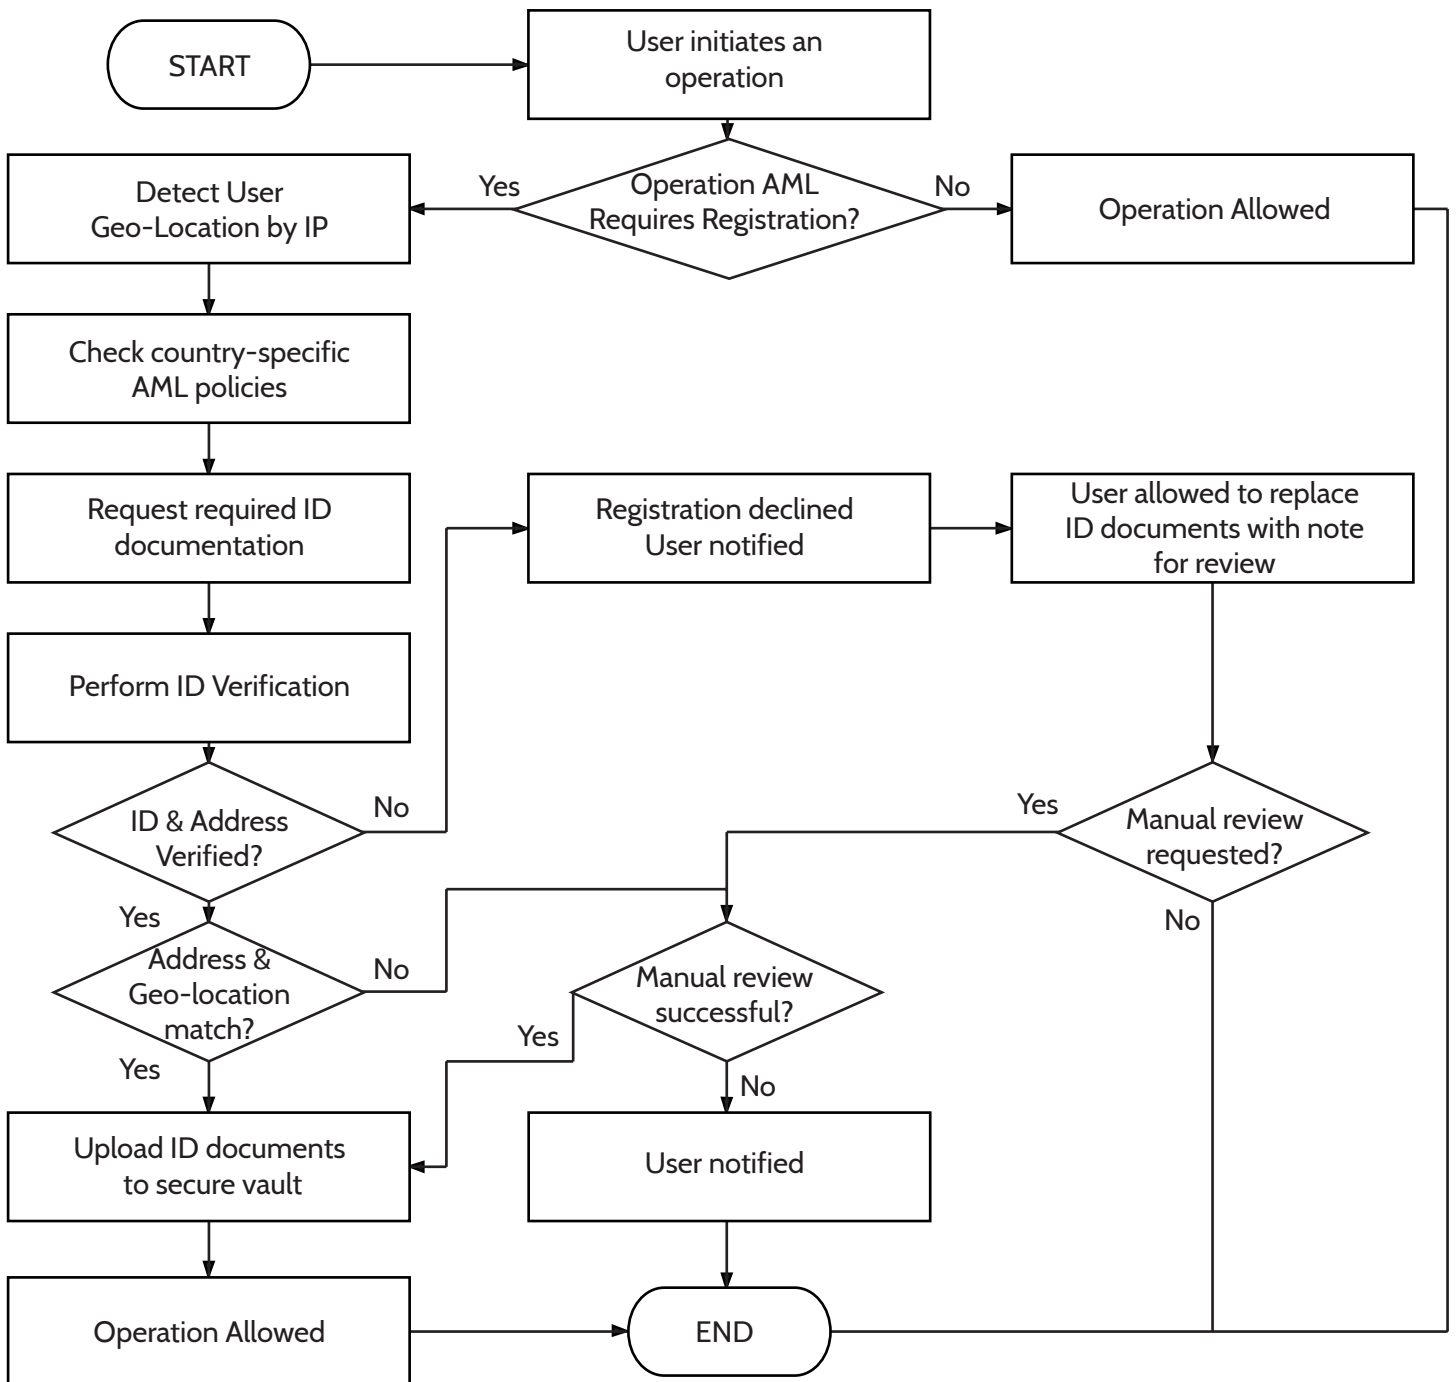 START
User initiates an
operation
Detect User
Geo-Location by IP
Yes
Operation AML
Requires Registration?
No
Operation Allowed
Check country-specific
AML policies
Request required ID
documentation
Registration declined
User notified
User allowed to replace
ID documents with note
for review
Perform ID Verification
ID & Address
Verified?
No
Yes
Manual review
requested?
Yes
No
Address &
Geo-location
match?
No
Manual review
successful?
Yes
Yes
No
Upload ID documents
to secure vault
User notified
Operation Allowed
END